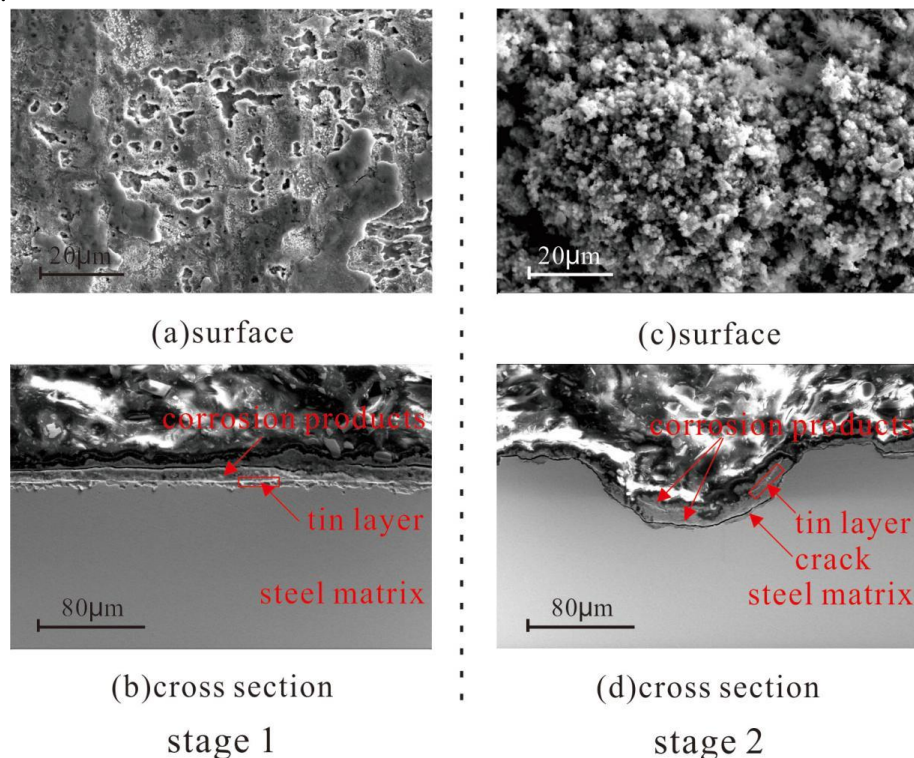 20μm
20μm
(a)surface
(c)surface
corrosion products
tin layer
steel matrix
80μm
corrosion products
tin layer
crack
steel matrix
80μm
(b)cross section
(d)cross section
stage 1
stage 2